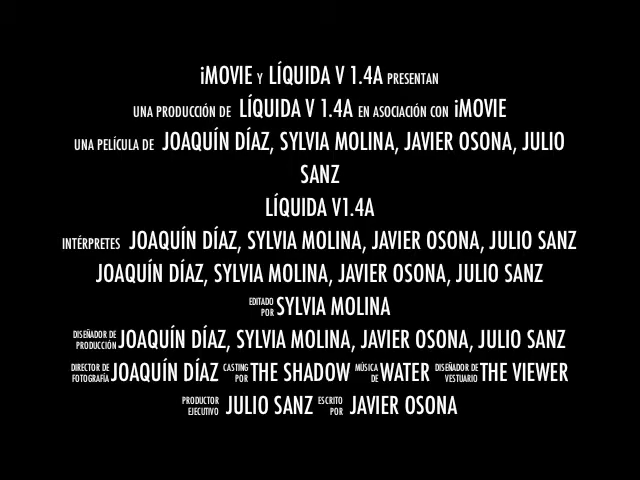 iMOVIE Y LÍQUIDA V 1.4A PRESENTAN
UNA PRODUCCIÓN DE LÍQUIDA V 1.4A EN ASOCIACIÓN CON iMOVIE
UNA PELÍCULA DE JOAQUÍN DÍAZ, SYLVIA MOLINA, JAVIER OSONA, JULIO
SANZ
LÍQUIDA V1.4A
INTÉRPRETES JOAQUÍN DÍAZ, SYLVIA MOLINA, JAVIER OSONA, JULIO SANZ
JOAQUÍN DÍAZ, SYLVIA MOLINA, JAVIER OSONA, JULIO SANZ
EDITADO POR SYLVIA MOLINA
DISEÑADOR DE PRODUCCIÓN JOAQUÍN DÍAZ, SYLVIA MOLINA, JAVIER OSONA, JULIO SANZ
DIRECTOR DE FOTOGRAFÍA JOAQUÍN DÍAZ CASTING POR THE SHADOW MÚSICA DE WATER DISEÑADOR DE VESTUARIO THE VIEWER
PRODUCTOR EJECUTIVO JULIO SANZ ESCRITO POR JAVIER OSONA